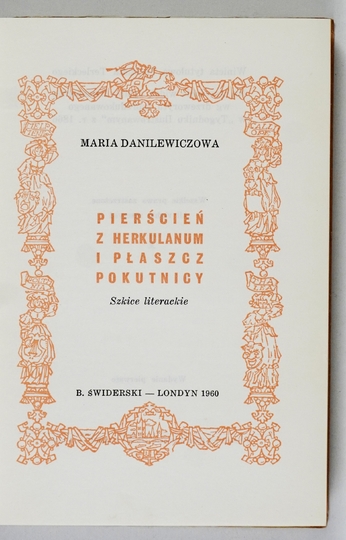 MARIA DANILEWICZOWA
PIERŚCIEŃ
Z HERKULANUM
I PŁASZCZ
POKUTNICY
Szkice literackie
B. ŚWIDERSKI — LONDYN 1960